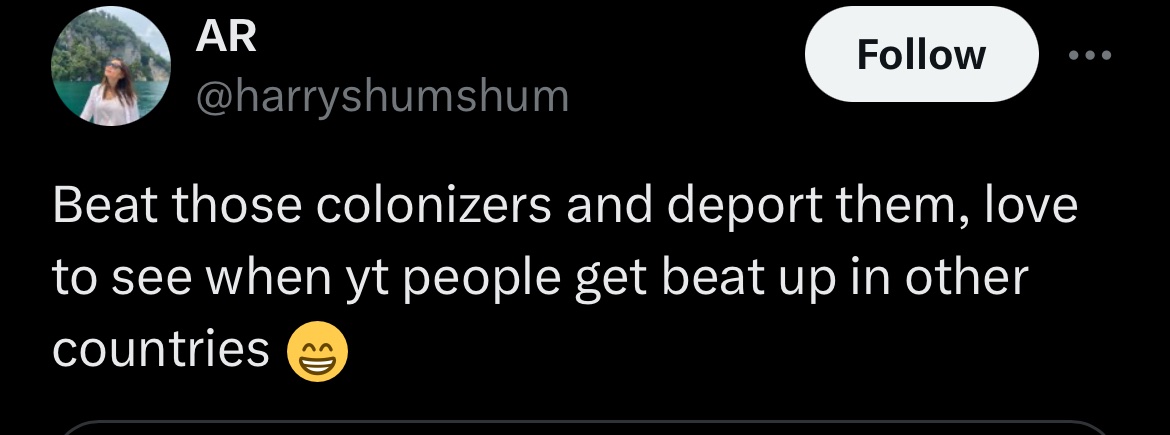 AR
@harryshumshum
Follow
Beat those colonizers and deport them, love
to see when yt people get beat up in other
countries 😁